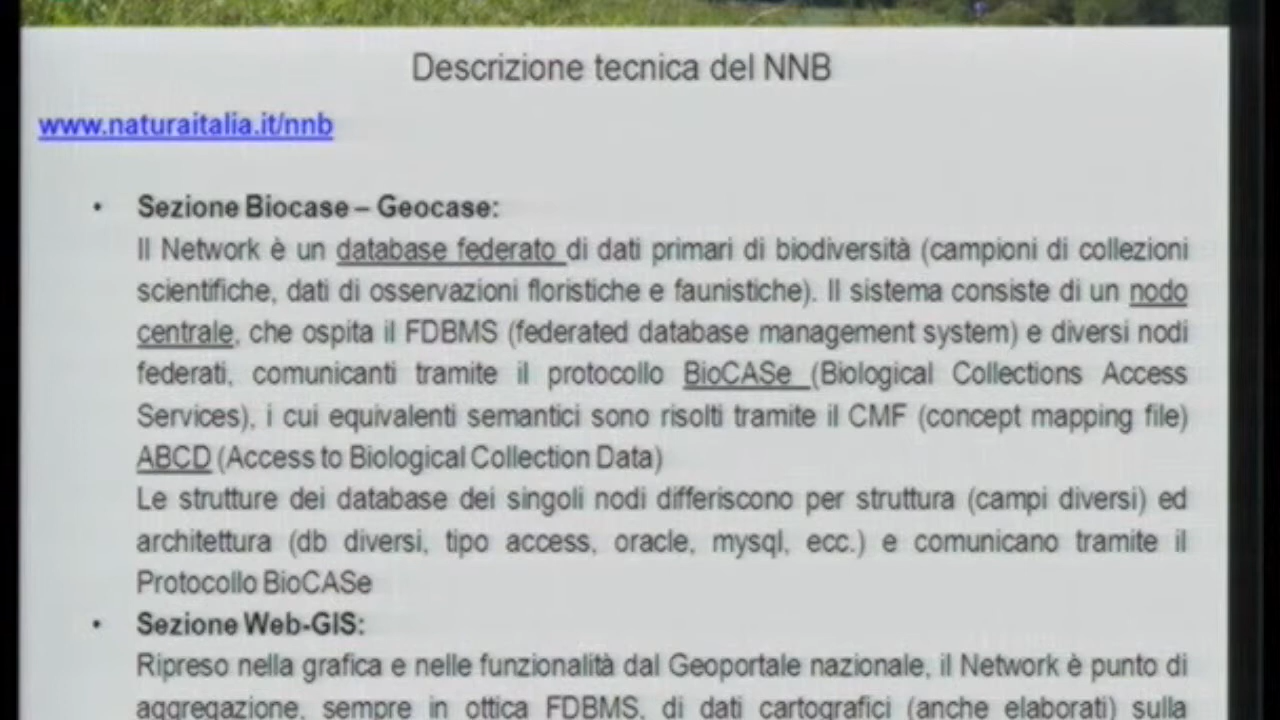 Descrizione tecnica del NNB
www.naturaitalia.it/nnb
• Sezione Biocase – Geocase:
Il Network è un database federato di dati primari di biodiversità (campioni di collezioni
scientifiche, dati di osservazioni floristiche e faunistiche). Il sistema consiste di un nodo
centrale, che ospita il FDBMS (federated database management system) e diversi nodi
federati, comunicanti tramite il protocollo BioCASe (Biological Collections Access
Services), i cui equivalenti semantici sono risolti tramite il CMF (concept mapping file)
ABCD (Access to Biological Collection Data)
Le strutture dei database dei singoli nodi differiscono per struttura (campi diversi) ed
architettura (db diversi, tipo access, oracle, mysql, ecc.) e comunicano tramite il
Protocollo BioCASe
• Sezione Web-GIS:
Ripreso nella grafica e nelle funzionalità dal Geoportale nazionale, il Network è punto di
aggregazione, sempre in ottica FDBMS, di dati cartografici (anche elaborati) sulla